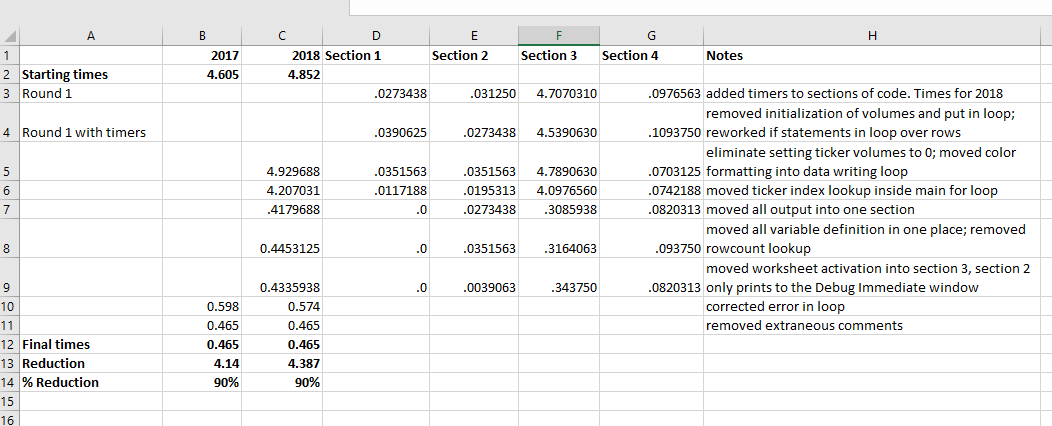 A B C D E F G H
1 2017 2018 Section 1 Section 2 Section 3 Section 4 Notes
2 Starting times 4.605 4.852
3 Round 1 .0273438 .031250 4.7070310 .0976563 added timers to sections of code. Times for 2018
removed initialization of volumes and put in loop;
4 Round 1 with timers .0390625 .0273438 4.5390630 .1093750 reworked if statements in loop over rows
eliminate setting ticker volumes to 0; moved color
5 4.929688 .0351563 .0351563 4.7890630 .0703125 formatting into data writing loop
6 4.207031 .0117188 .0195313 4.0976560 .0742188 moved ticker index lookup inside main for loop
7 .4179688 .0 .0273438 .3085938 .0820313 moved all output into one section
moved all variable definition in one place; removed
8 0.4453125 .0 .0351563 .3164063 .093750 rowcount lookup
moved worksheet activation into section 3, section 2
9 0.4335938 .0 .0039063 .343750 .0820313 only prints to the Debug Immediate window
10 0.598 0.574 corrected error in loop
11 0.465 0.465 removed extraneous comments
12 Final times 0.465 0.465
13 Reduction 4.14 4.387
14 % Reduction 90% 90%
15
16